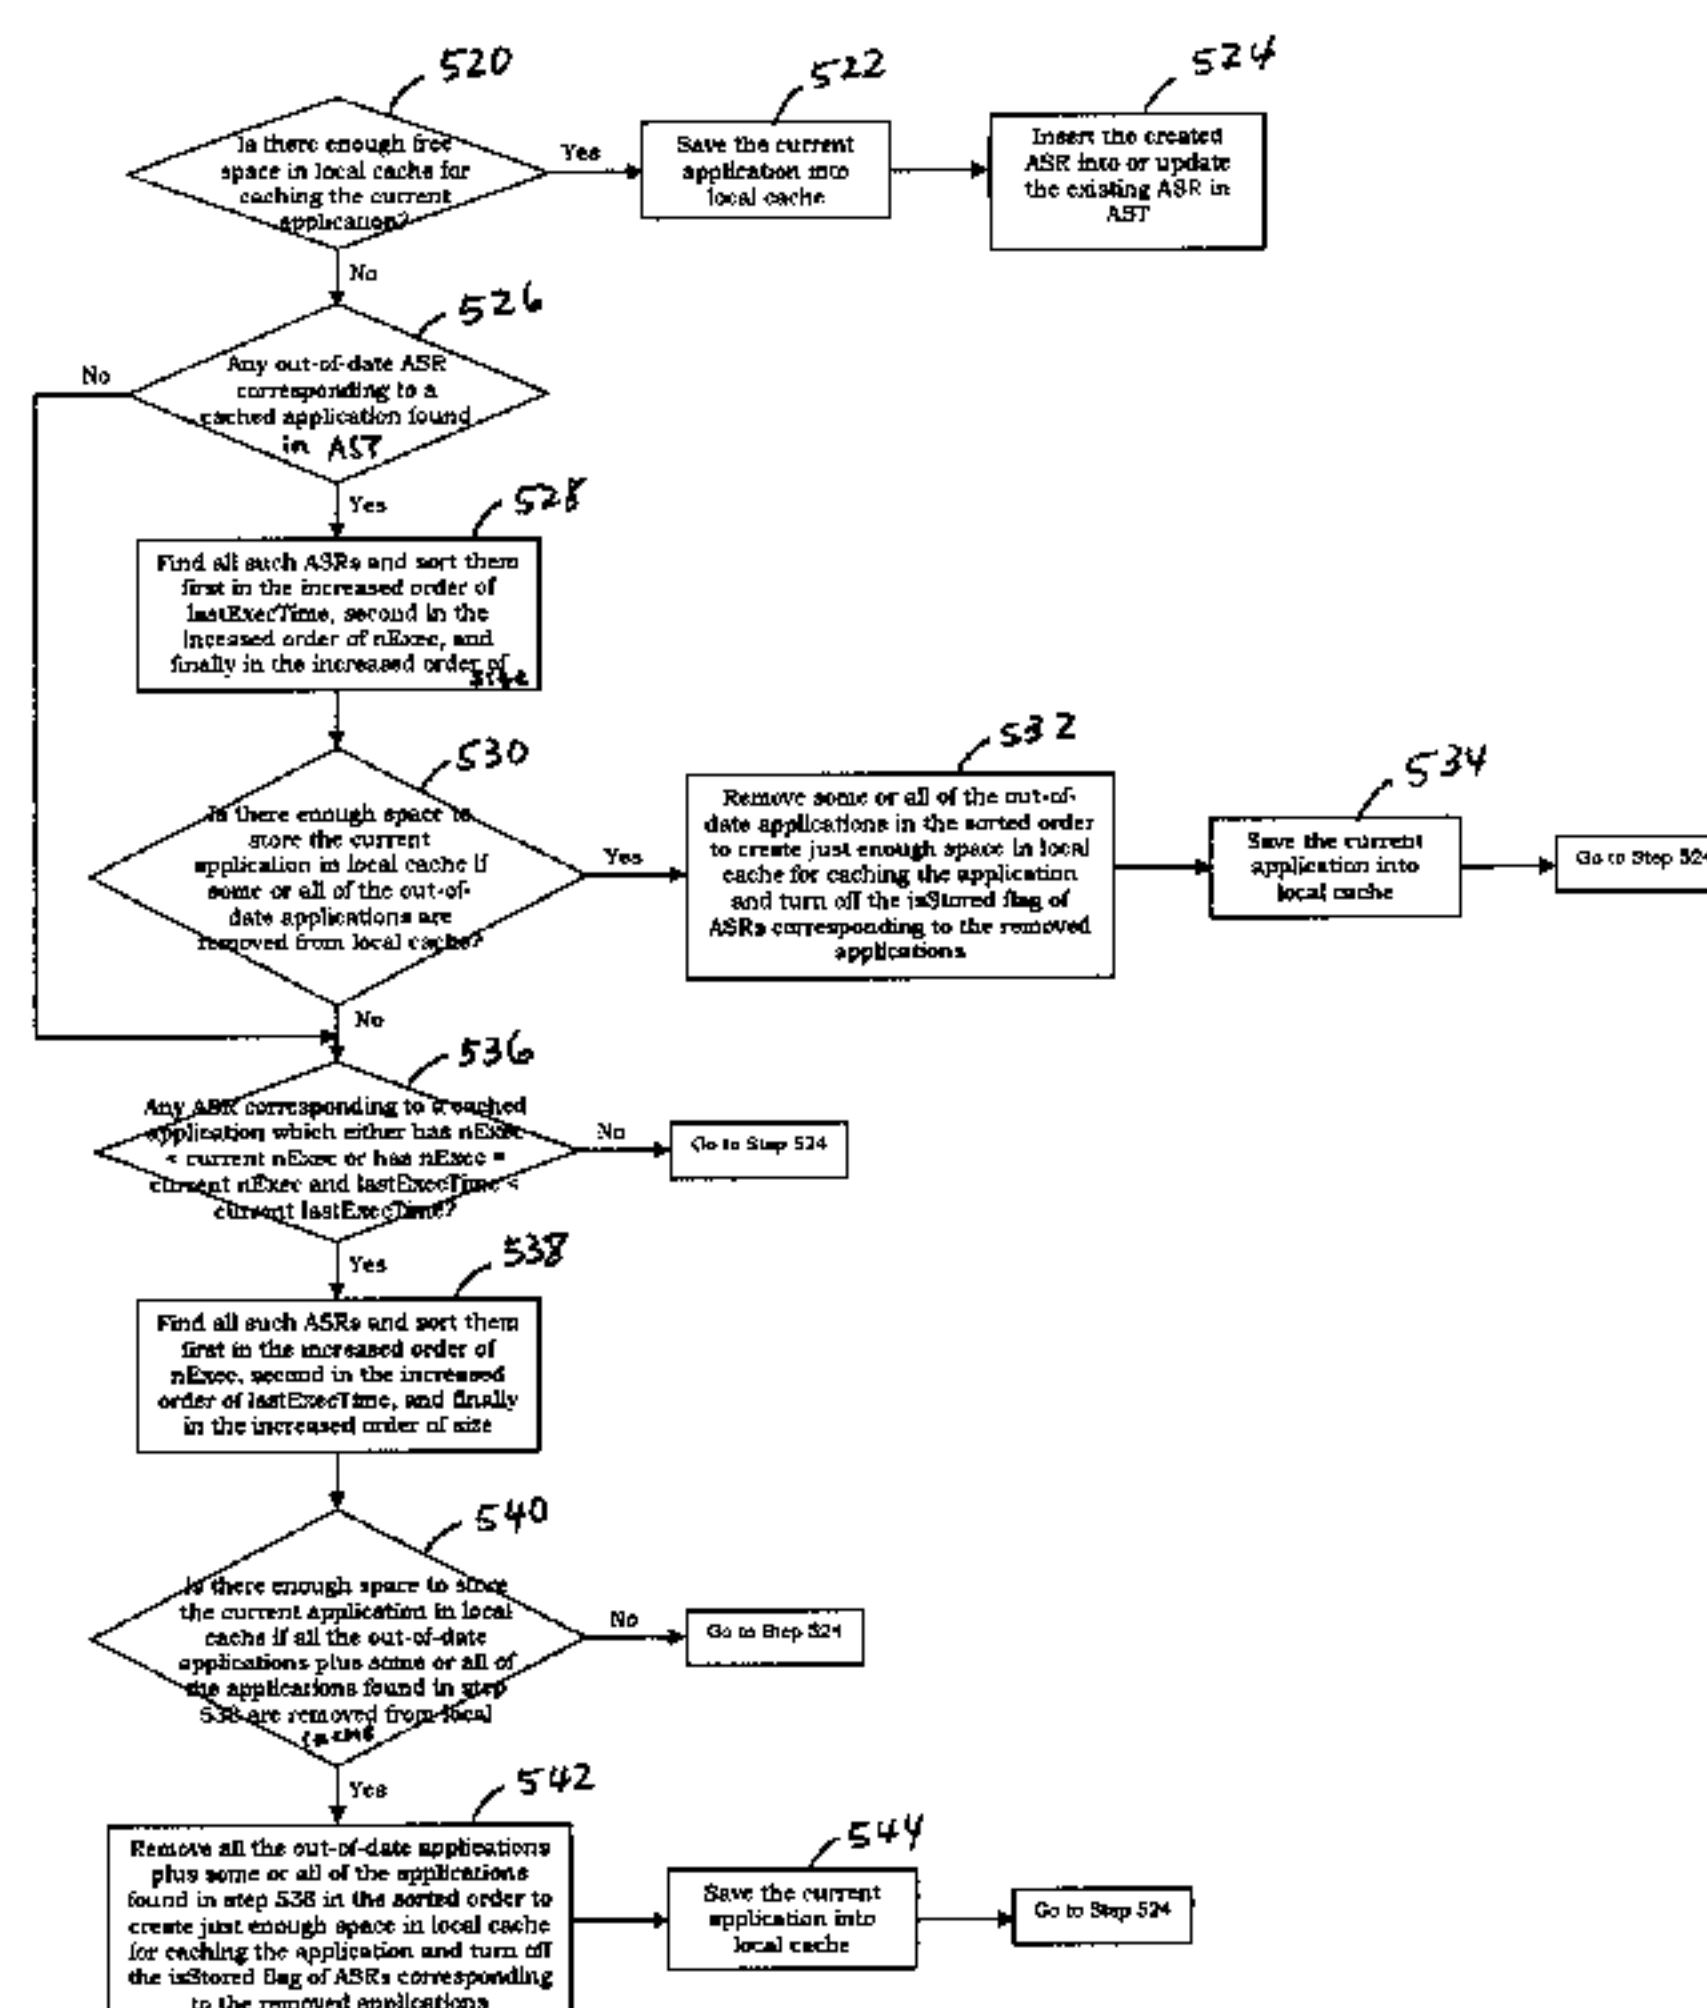 520
Is there enough free
space in local cache for
caching the current
application?
Yes
522
Save the current
application into
local cache
524
Insert the created
ASR into or update
the existing ASR in
AST
No
526
Any out-of-date ASR
corresponding to a
cached application found
in AST
No
Yes
528
Find all such ASRs and sort them
first in the increased order of
lastExecTime, second in the
inceased order of nExec, and
finally in the increased order of
size
530
Is there enough space to
store the current
application in local cache if
some or all of the out-of-
date applications are
removed from local cache?
Yes
532
Remove some or all of the out-of-
date applications in the sorted order
to create just enough space in local
cache for caching the application
and turn off the isStored flag of
ASRs corresponding to the removed
applications
534
Save the current
application into
local cache
Go to Step 524
No
536
Any ASR corresponding to a cached
application which either has nExec
< current nExec or has nExec =
current nExec and lastExecTime <
current lastExecTime?
No
Go to Step 524
Yes
538
Find all such ASRs and sort them
first in the increased order of
nExec, second in the increased
order of lastExecTime, and finally
in the increased order of size
540
Is there enough space to store
the current application in local
cache if all the out-of-date
applications plus some or all of
the applications found in step
538 are removed from local
cache
No
Go to Step 524
Yes
542
Remove all the out-of-date applications
plus some or all of the applications
found in step 538 in the sorted order to
create just enough space in local cache
for caching the application and turn off
the isStored flag of ASRs corresponding
to the removed applications
544
Save the current
application into
local cache
Go to Step 524